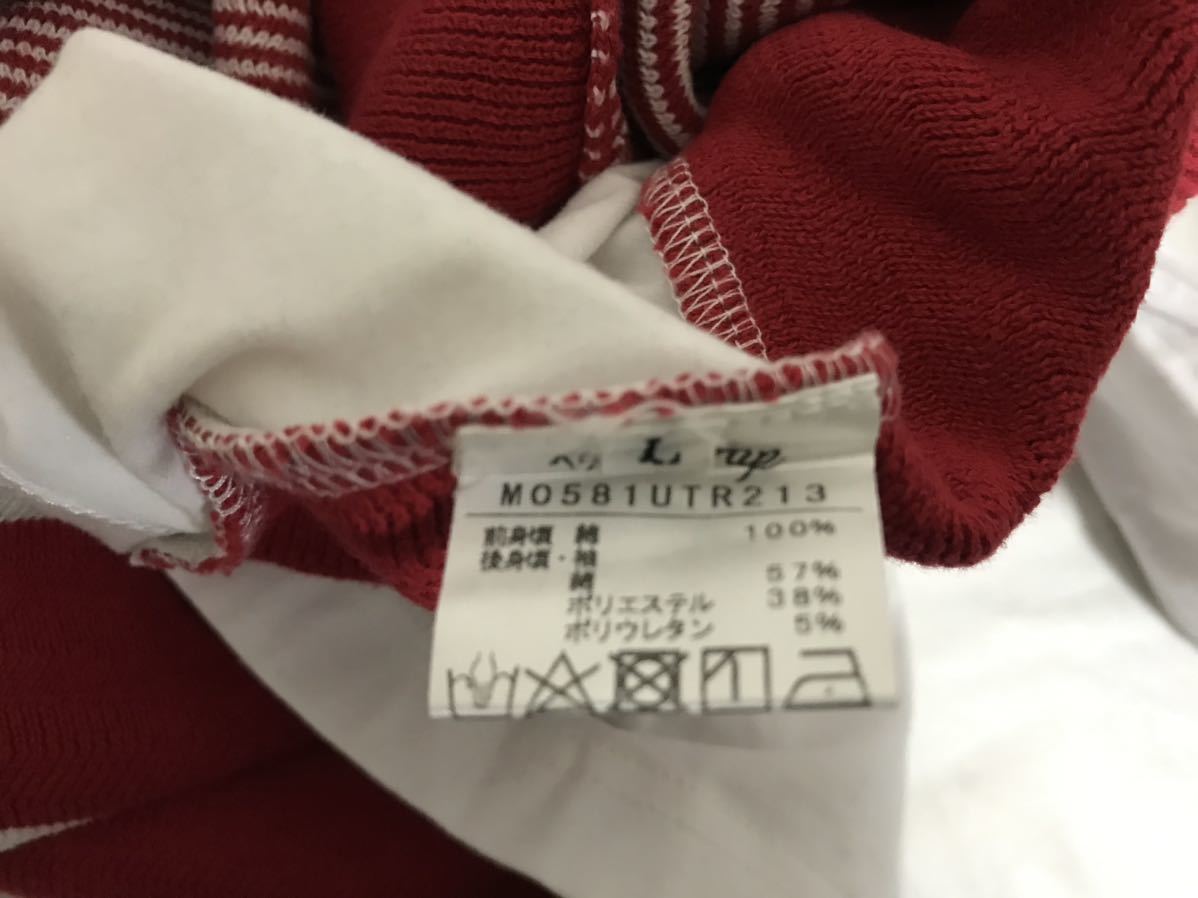 M0581UTR213
前身頃 綿 100%
後身頃・袖
綿 57%
ポリエステル 38%
ポリウレタン 5%